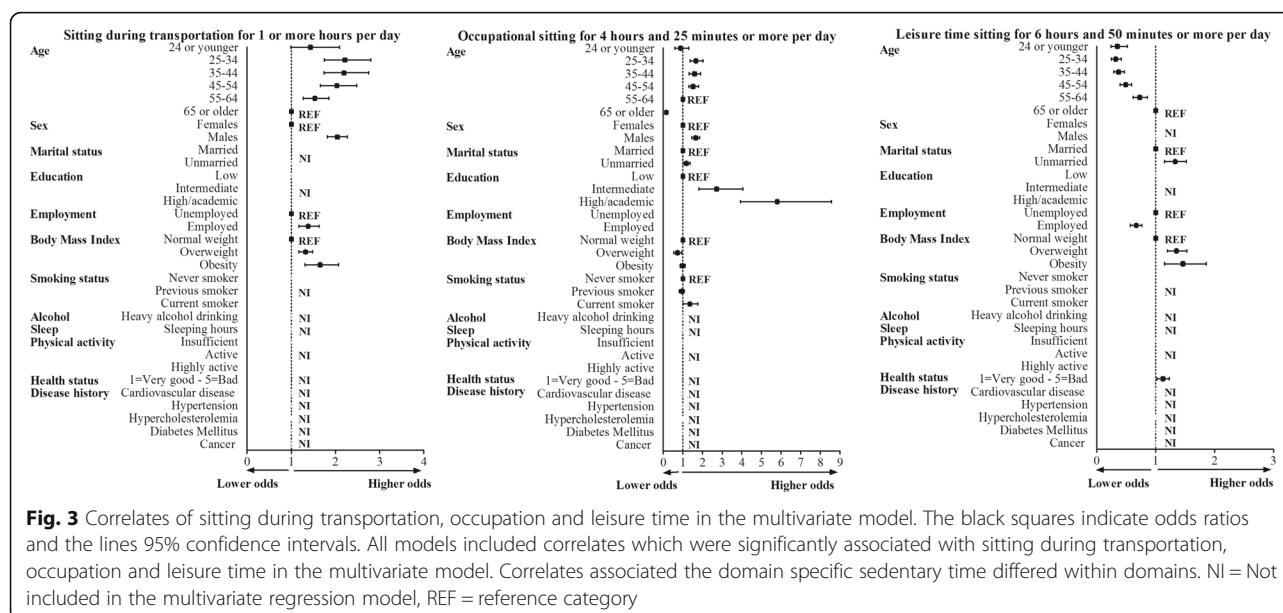 Sitting during transportation for 1 or more hours per day
Age 24 or younger
25-34
35-44
45-54
55-64
65 or older REF
Sex Females REF
Males
Marital status Married
NI
Unmarried
Education Low
Intermediate NI
High/academic
Employment Unemployed REF
Employed
Body Mass Index Normal weight REF
Overweight
Obesity
Smoking status Never smoker
Previous smoker NI
Current smoker
Alcohol Heavy alcohol drinking NI
Sleep Sleeping hours NI
Physical activity Insufficient
Active NI
Highly active
Health status 1=Very good - 5=Bad NI
Disease history Cardiovascular disease NI
Hypertension NI
Hypercholesterolemia NI
Diabetes Mellitus NI
Cancer NI
0 1 2 3 4
Lower odds Higher odds
Occupational sitting for 4 hours and 25 minutes or more per day
Age 24 or younger
25-34
35-44
45-54
55-64 REF
65 or older
Sex Females REF
Males
Marital status Married REF
Unmarried
Education Low REF
Intermediate
High/academic
Employment Unemployed
Employed
Body Mass Index Normal weight REF
Overweight
Obesity
Smoking status Never smoker REF
Previous smoker
Current smoker
Alcohol Heavy alcohol drinking NI
Sleep Sleeping hours NI
Physical activity Insufficient
Active NI
Highly active
Health status 1=Very good - 5=Bad NI
Disease history Cardiovascular disease NI
Hypertension NI
Hypercholesterolemia NI
Diabetes Mellitus NI
Cancer NI
0 1 2 3 4 5 6 7 8 9
Lower odds Higher odds
Leisure time sitting for 6 hours and 50 minutes or more per day
Age 24 or younger
25-34
35-44
45-54
55-64
65 or older REF
Sex Females
NI
Males
Marital status Married REF
Unmarried
Education Low
Intermediate NI
High/academic
Employment Unemployed REF
Employed
Body Mass Index Normal weight REF
Overweight
Obesity
Smoking status Never smoker
Previous smoker NI
Current smoker
Alcohol Heavy alcohol drinking NI
Sleep Sleeping hours NI
Physical activity Insufficient
Active NI
Highly active
Health status 1=Very good - 5=Bad
Disease history Cardiovascular disease NI
Hypertension NI
Hypercholesterolemia NI
Diabetes Mellitus NI
Cancer NI
0 1 2 3
Lower odds Higher odds
Fig. 3 Correlates of sitting during transportation, occupation and leisure time in the multivariate model. The black squares indicate odds ratios
and the lines 95% confidence intervals. All models included correlates which were significantly associated with sitting during transportation,
occupation and leisure time in the multivariate model. Correlates associated the domain specific sedentary time differed within domains. NI = Not
included in the multivariate regression model, REF = reference category